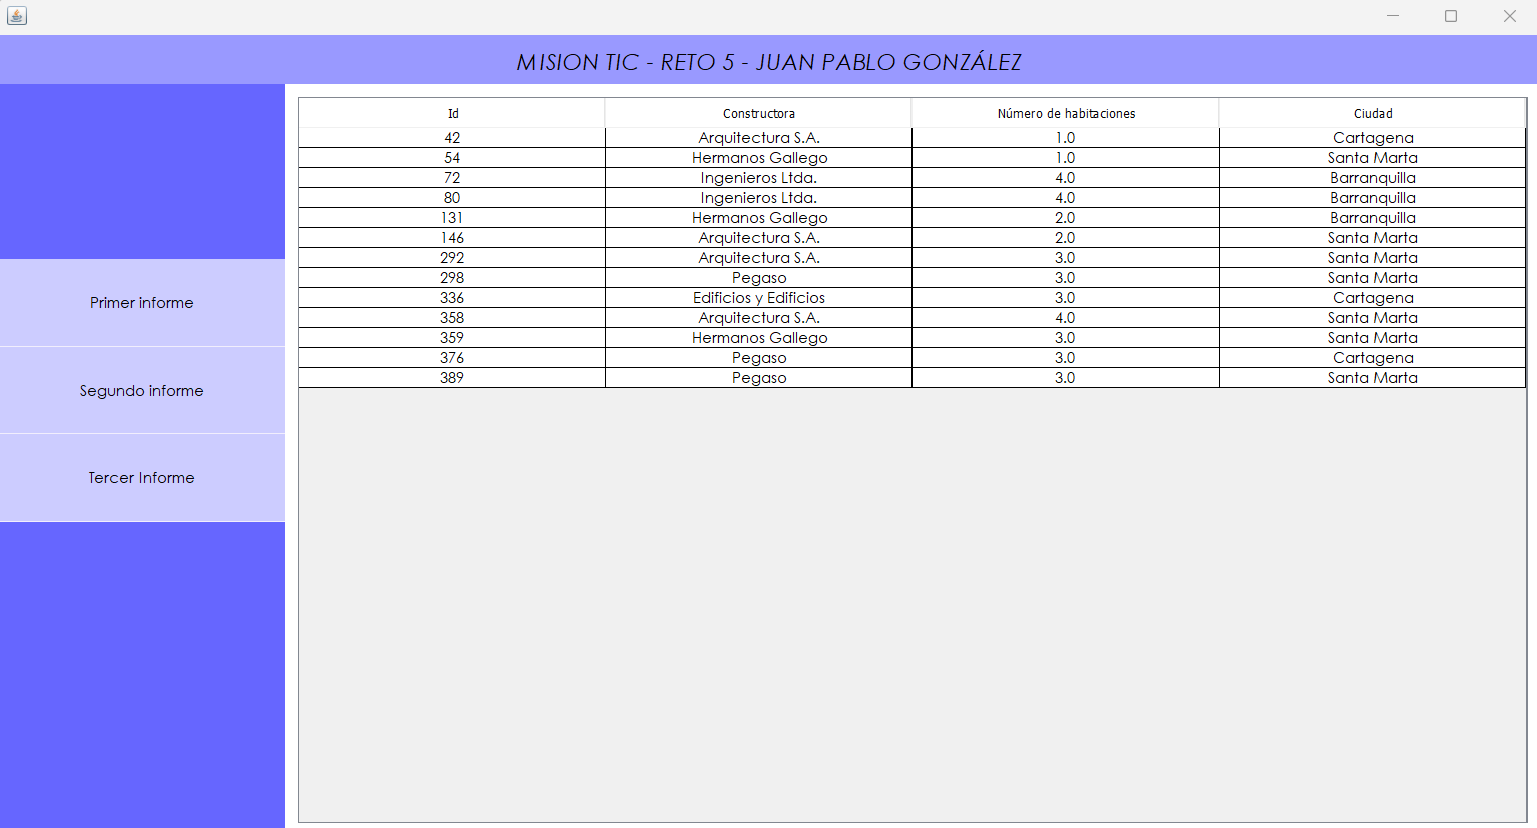 MISION TIC - RETO 5 - JUAN PABLO GONZÁLEZ
Primer informe
Segundo informe
Tercer Informe
Id Constructora Número de habitaciones Ciudad
42 Arquitectura S.A. 1.0 Cartagena
54 Hermanos Gallego 1.0 Santa Marta
72 Ingenieros Ltda. 4.0 Barranquilla
80 Ingenieros Ltda. 4.0 Barranquilla
131 Hermanos Gallego 2.0 Barranquilla
146 Arquitectura S.A. 2.0 Santa Marta
292 Arquitectura S.A. 3.0 Santa Marta
298 Pegaso 3.0 Santa Marta
336 Edificios y Edificios 3.0 Cartagena
358 Arquitectura S.A. 4.0 Santa Marta
359 Hermanos Gallego 3.0 Santa Marta
376 Pegaso 3.0 Cartagena
389 Pegaso 3.0 Santa Marta